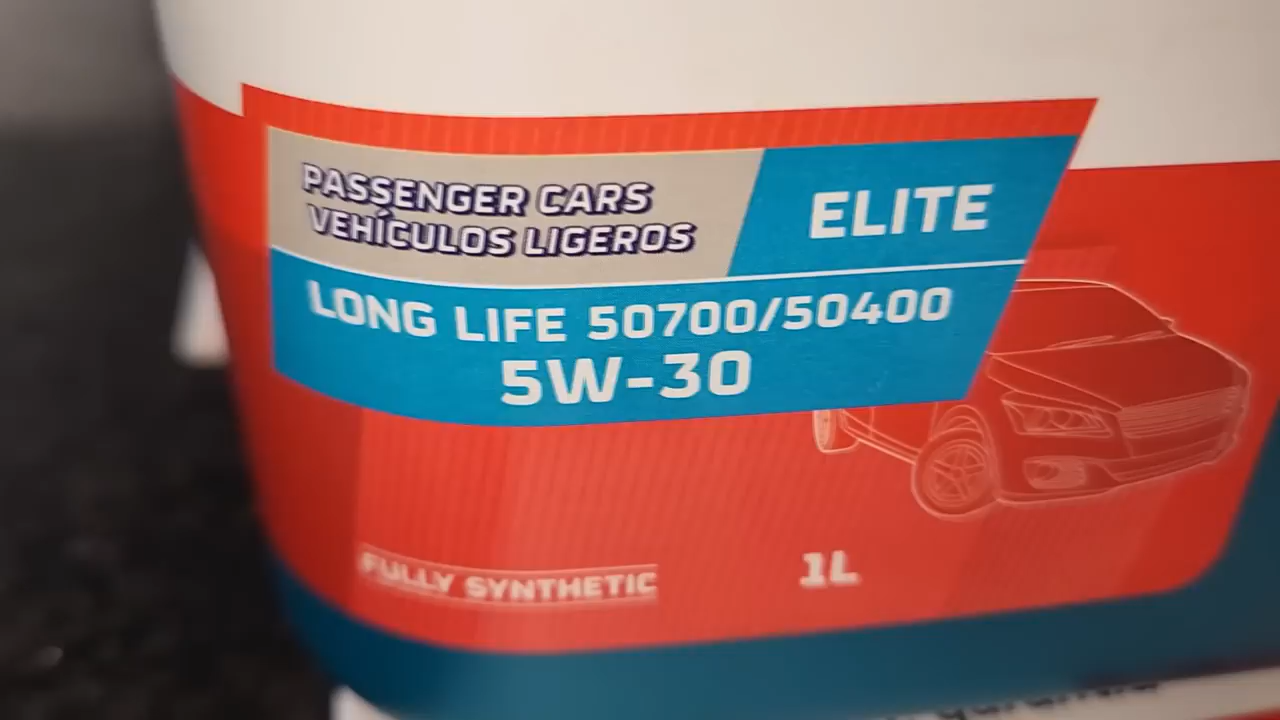 PASSENGER CARS
VEHÍCULOS LIGEROS
ELITE
LONG LIFE 50700/50400
5W-30
FULLY SYNTHETIC
1L